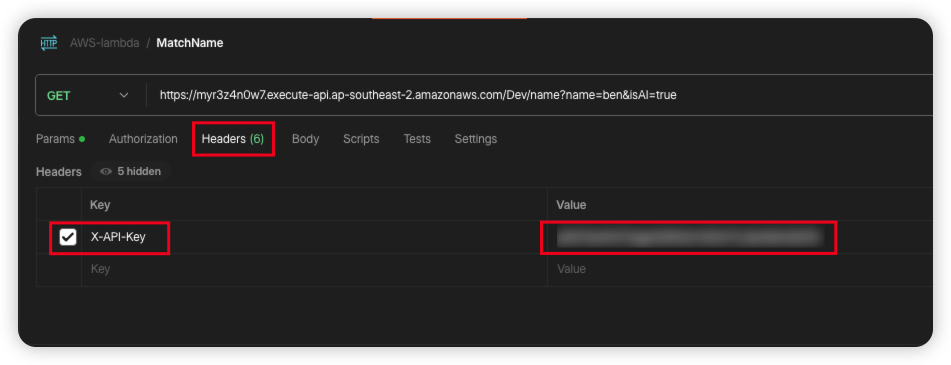 HTTP AWS-lambda / MatchName
GET https://myr3z4n0w7.execute-api.ap-southeast-2.amazonaws.com/Dev/name?name=ben&isAI=true
Params Authorization Headers (6) Body Scripts Tests Settings
Headers 5 hidden
Key Value
X-API-Key
Key Value